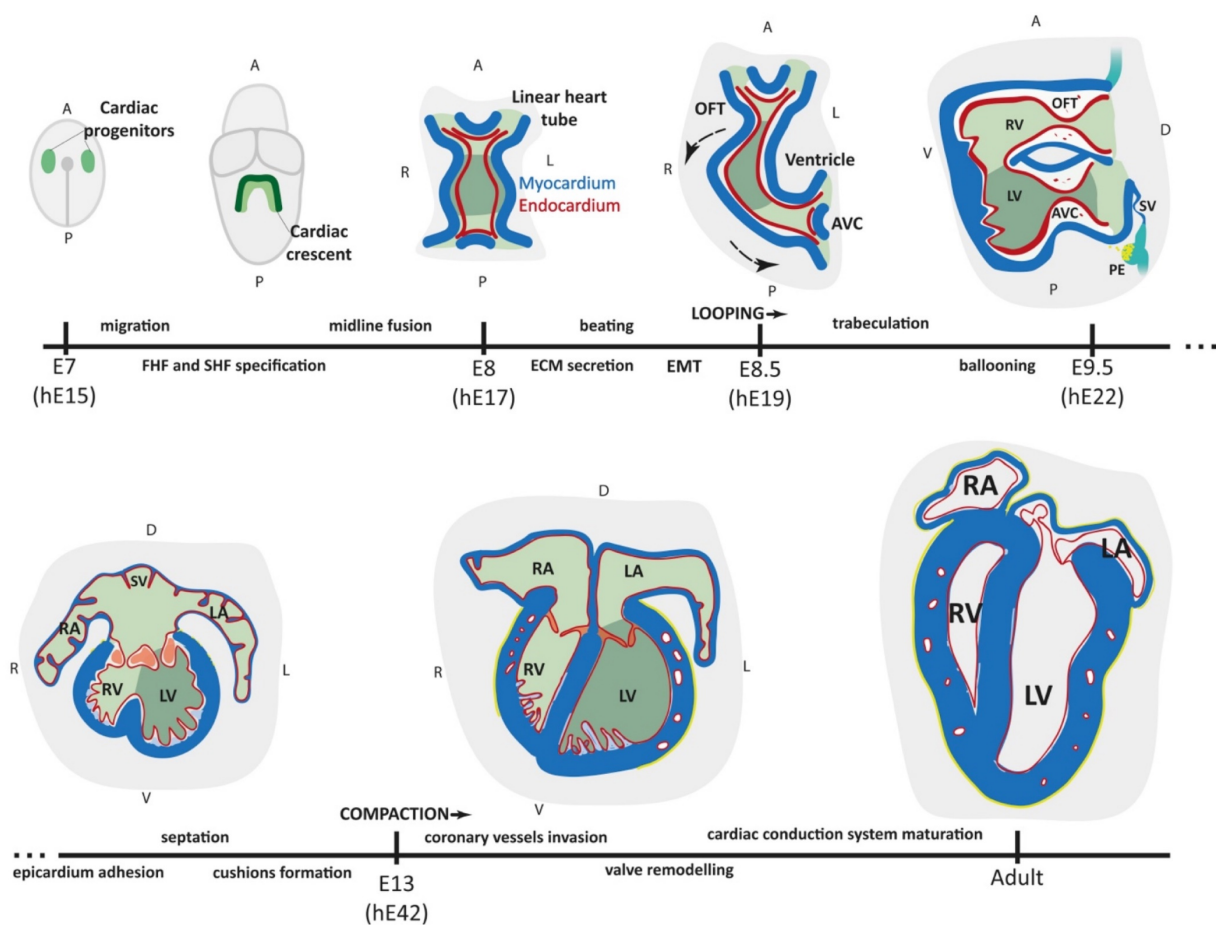 A
Cardiac
progenitors
P
A
Cardiac
crescent
P
A
Linear heart
tube
R
L
Myocardium
Endocardium
P
A
OFT
L
R
Ventricle
AVC
P
A
OFT
RV
D
V
LV
AVC
SV
PE
P
LOOPING
migration
midline fusion
beating
trabeculation
E7
(hE15)
FHF and SHF specification
E8
(hE17)
ECM secretion
EMT
E8.5
(hE19)
ballooning
E9.5
(hE22)
D
SV
RA
LA
R
L
RV
LV
V
D
RA
LA
R
L
RV
LV
V
RA
LA
RV
LV
COMPACTION
septation
coronary vessels invasion
cardiac conduction system maturation
epicardium adhesion
cushions formation
E13
(hE42)
valve remodelling
Adult